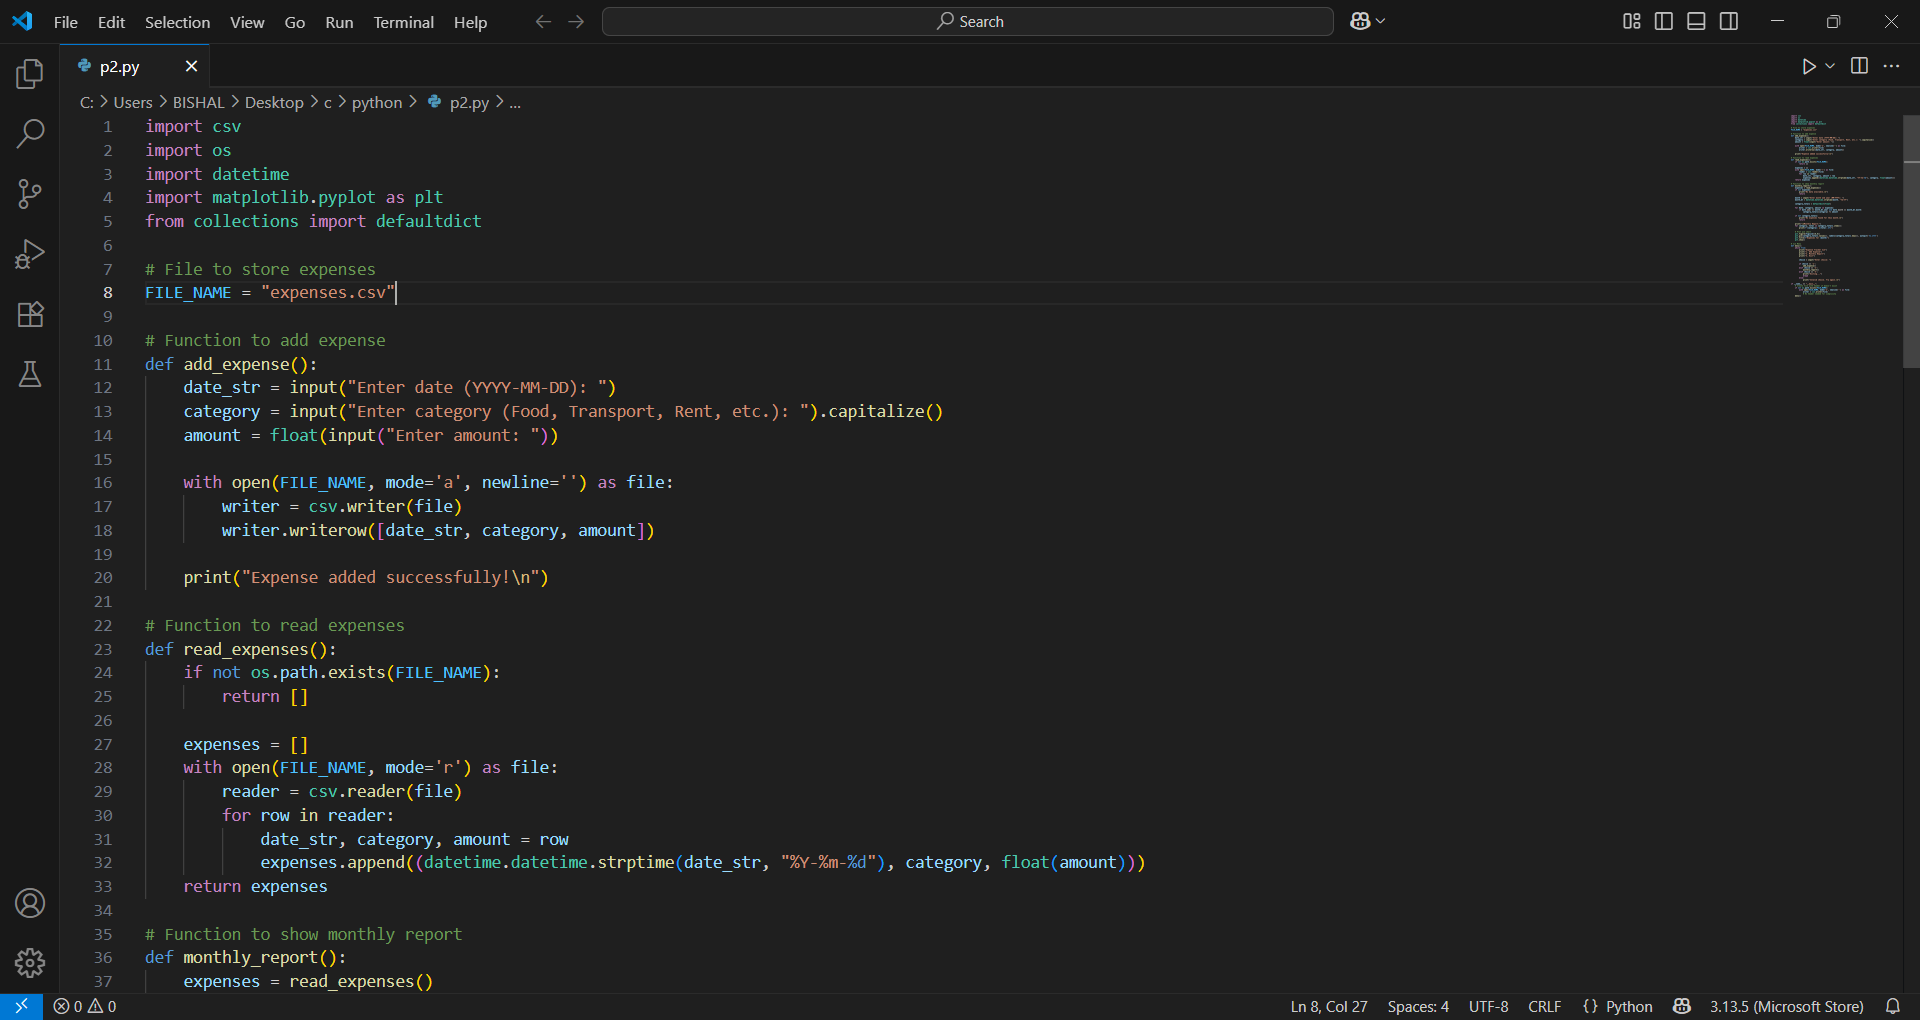 File Edit Selection View Go Run Terminal Help Search
p2.py
C: > Users > BISHAL > Desktop > c > python > p2.py > ...
1 import csv
2 import os
3 import datetime
4 import matplotlib.pyplot as plt
5 from collections import defaultdict
6
7 # File to store expenses
8 FILE_NAME = "expenses.csv"
9
10 # Function to add expense
11 def add_expense():
12     date_str = input("Enter date (YYYY-MM-DD): ")
13     category = input("Enter category (Food, Transport, Rent, etc.): ").capitalize()
14     amount = float(input("Enter amount: "))
15
16     with open(FILE_NAME, mode='a', newline='') as file:
17         writer = csv.writer(file)
18         writer.writerow([date_str, category, amount])
19
20     print("Expense added successfully!\n")
21
22 # Function to read expenses
23 def read_expenses():
24     if not os.path.exists(FILE_NAME):
25         return []
26
27     expenses = []
28     with open(FILE_NAME, mode='r') as file:
29         reader = csv.reader(file)
30         for row in reader:
31             date_str, category, amount = row
32             expenses.append((datetime.datetime.strptime(date_str, "%Y-%m-%d"), category, float(amount)))
33     return expenses
34
35 # Function to show monthly report
36 def monthly_report():
37     expenses = read_expenses()
0 0 Ln 8, Col 27 Spaces: 4 UTF-8 CRLF {} Python 3.13.5 (Microsoft Store)